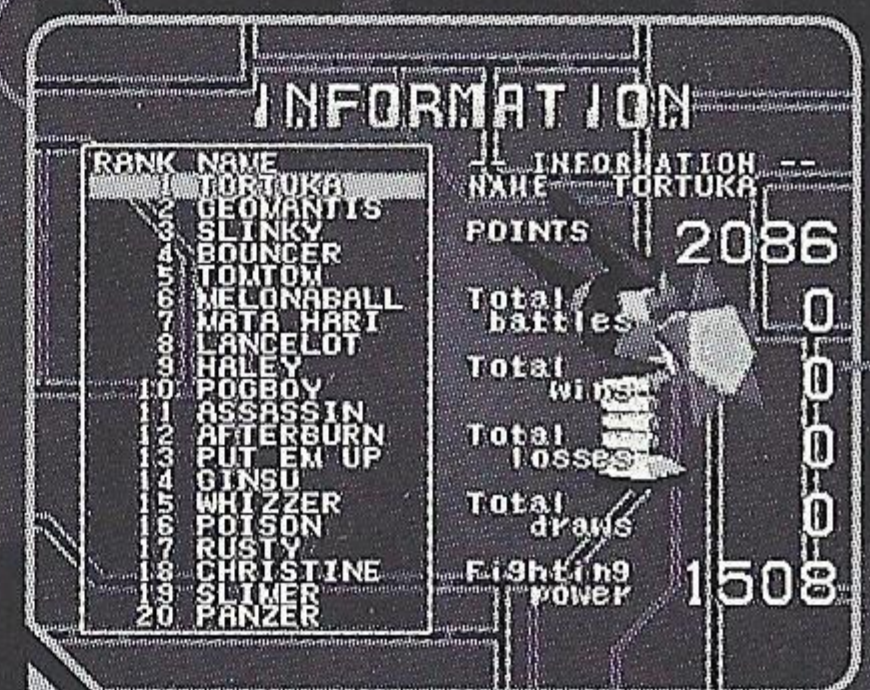 INFORMATION
RANK NAME
1 TORTUKA
2 GEOMANTIS
3 SLINKY
4 BOUNCER
5 TOMTOM
6 MELONABALL
7 MATA HARI
8 LANCELOT
9 HALEY
10 POGBOY
11 ASSASSIN
12 AFTERBURN
13 PUT EM UP
14 GINSU
15 WHIZZER
16 POISON
17 RUSTY
18 CHRISTINE
19 SLIMER
20 PANZER
-- INFORMATION --
NAME TORTUKA
POINTS 2086
Total
battles 0
Total
wins 0
Total
losses 0
Total
draws 0
Fighting
power 1508